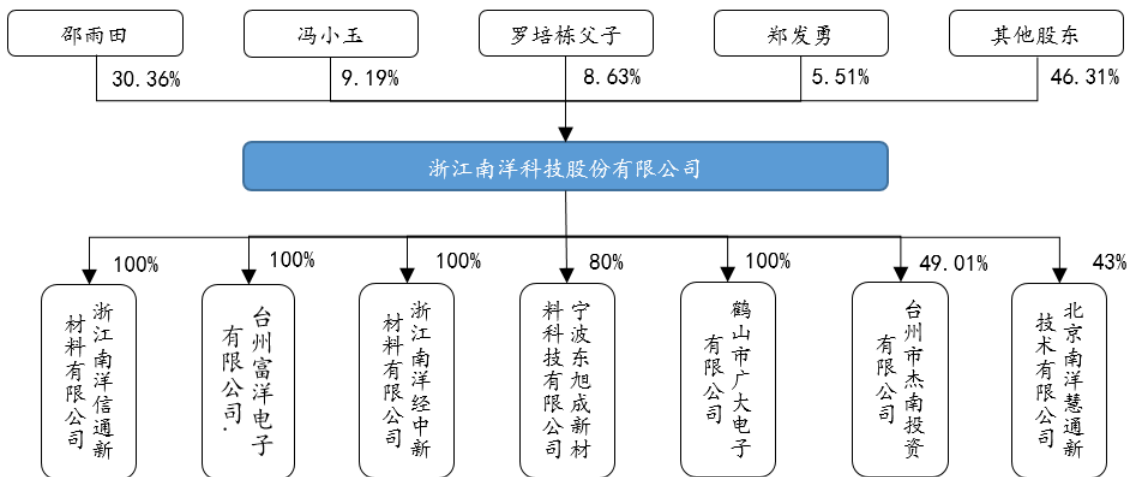 邵雨田
冯小玉
罗培栋父子
郑发勇
其他股东
30.36%
9.19%
8.63%
5.51%
46.31%
浙江南洋科技股份有限公司
100%
100%
100%
80%
100%
49.01%
43%
浙江南洋信通新
材料有限公司
台州富洋电子
有限公司.
浙江南洋经中新
材料有限公司
宁波东旭成新材
料科技有限公司
鹤山市广大电子
有限公司
台州市杰南投资
有限公司
北京南洋慧通新
技术有限公司